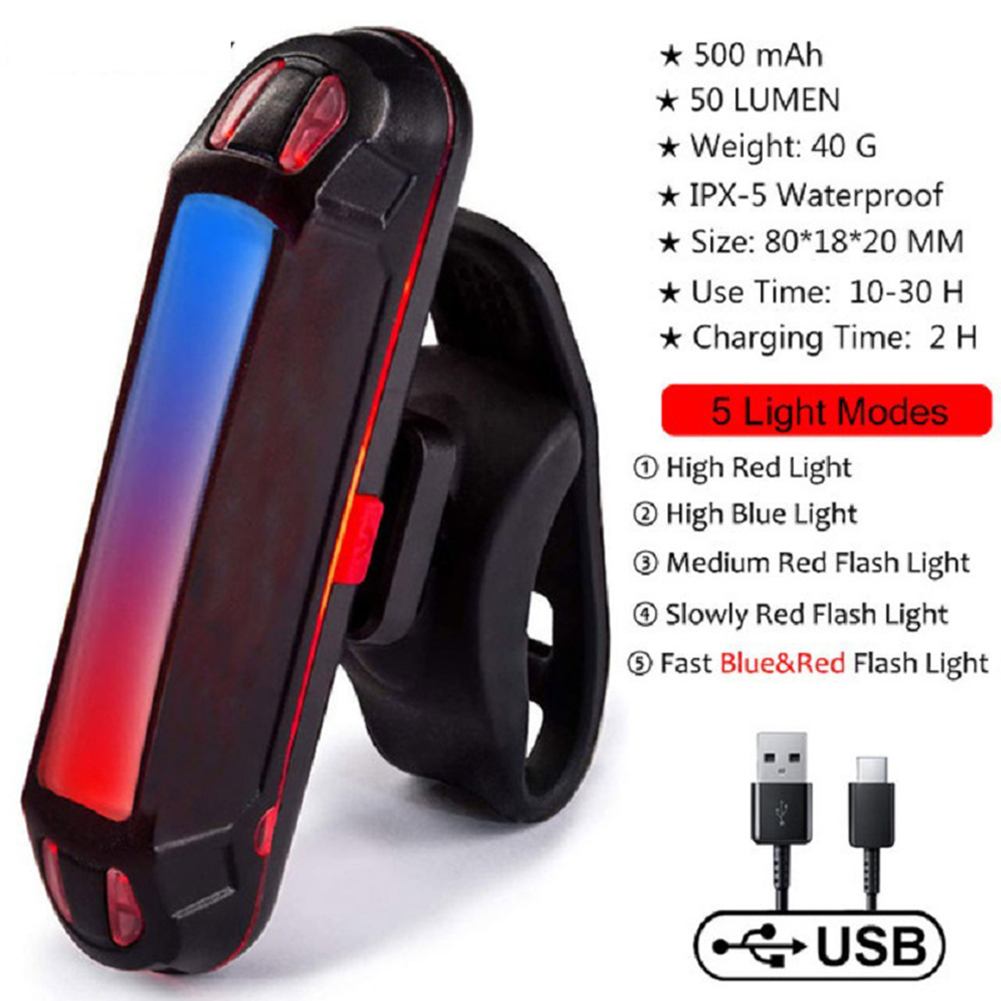 ★ 500 mAh
★ 50 LUMEN
★ Weight: 40 G
★ IPX-5 Waterproof
★ Size: 80*18*20 MM
★ Use Time: 10-30 H
★ Charging Time: 2 H
5 Light Modes
① High Red Light
② High Blue Light
③ Medium Red Flash Light
④ Slowly Red Flash Light
⑤ Fast Blue&Red Flash Light
USB